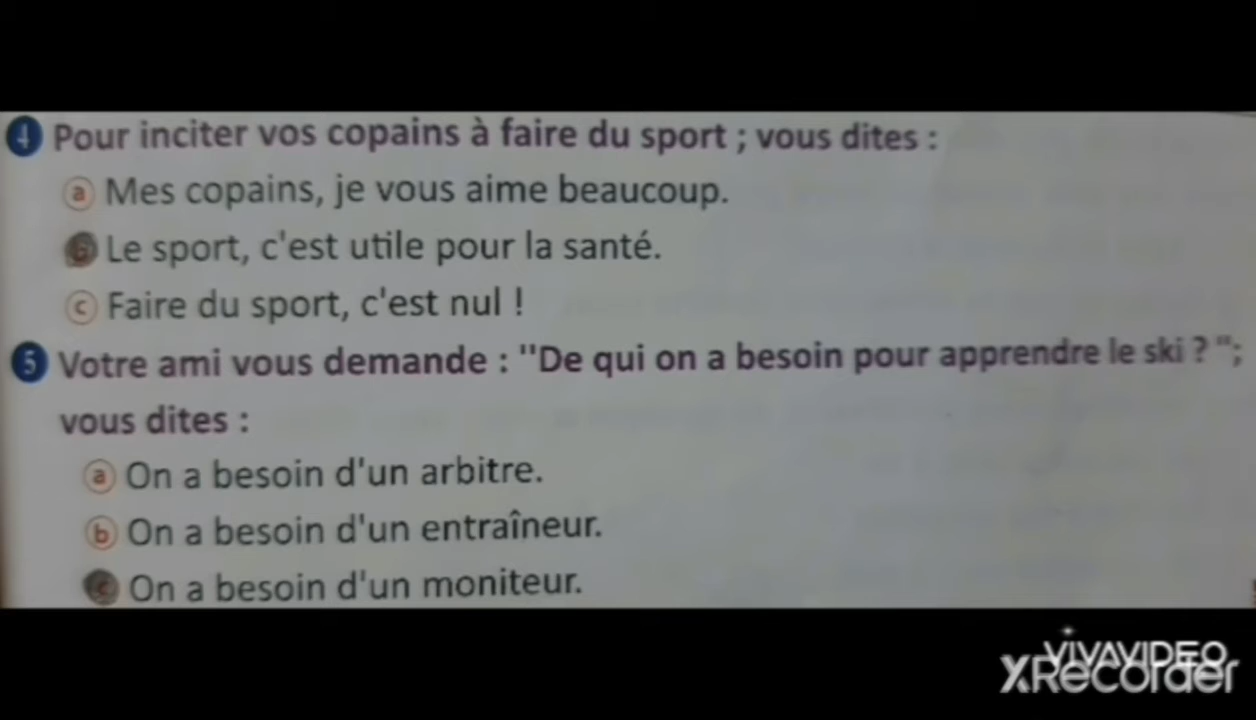 4 Pour inciter vos copains à faire du sport ; vous dites :
a Mes copains, je vous aime beaucoup.
b Le sport, c'est utile pour la santé.
c Faire du sport, c'est nul !
5 Votre ami vous demande : "De qui on a besoin pour apprendre le ski ? ";
vous dites :
a On a besoin d'un arbitre.
b On a besoin d'un entraîneur.
c On a besoin d'un moniteur.
VIVAVIDEO
XRecorder